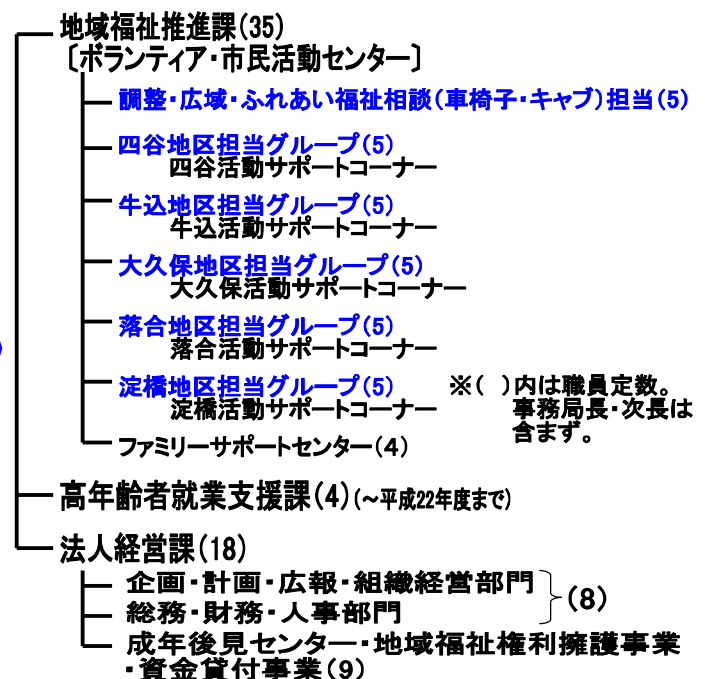 地域福祉推進課(35)
〔ボランティア・市民活動センター〕
調整・広域・ふれあい福祉相談(車椅子・キャブ)担当(5)
四谷地区担当グループ(5)
四谷活動サポートコーナー
牛込地区担当グループ(5)
牛込活動サポートコーナー
大久保地区担当グループ(5)
大久保活動サポートコーナー
落合地区担当グループ(5)
落合活動サポートコーナー
淀橋地区担当グループ(5)
淀橋活動サポートコーナー
※( )内は職員定数。
事務局長・次長は
含まず。
ファミリーサポートセンター(4)
高年齢者就業支援課(4)(~平成22年度まで)
法人経営課(18)
企画・計画・広報・組織経営部門
総務・財務・人事部門
(8)
成年後見センター・地域福祉権利擁護事業
・資金貸付事業(9)